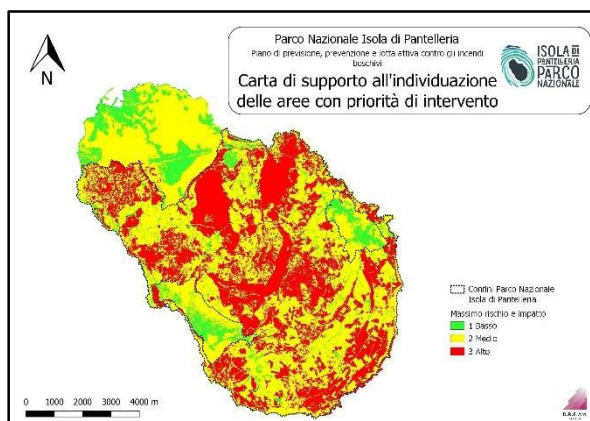 Parco Nazionale Isola di Pantelleria
Piano di previsione, prevenzione e lotta attiva contro gli incendi
boschivi
Carta di supporto all'individuazione
delle aree con priorità di intervento
ISOLA DI
PANTELLERIA
PARCO
NAZIONALE
N
Confini Parco Nazionale
Isola di Pantelleria
Massimo rischio e impatto
1 Basso
2 Medio
3 Alto
0 1000 2000 3000 4000 m